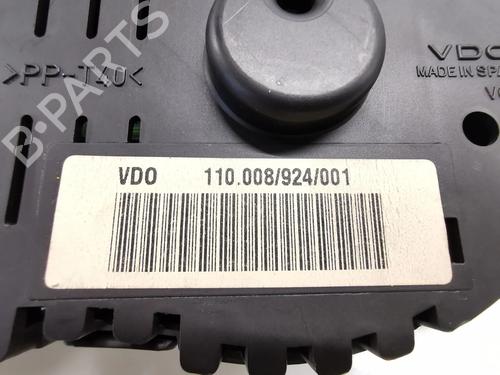 >PP-T40<
VDO
MADE IN SPA
B-PARTS
VDO 110.008/924/001